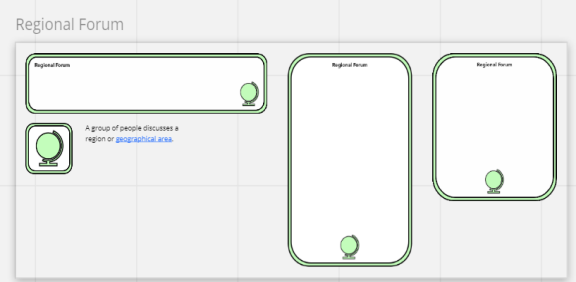 Regional Forum
Regional Forum
Regional Forum
Regional Forum
A group of people discusses a
region or geographical area.